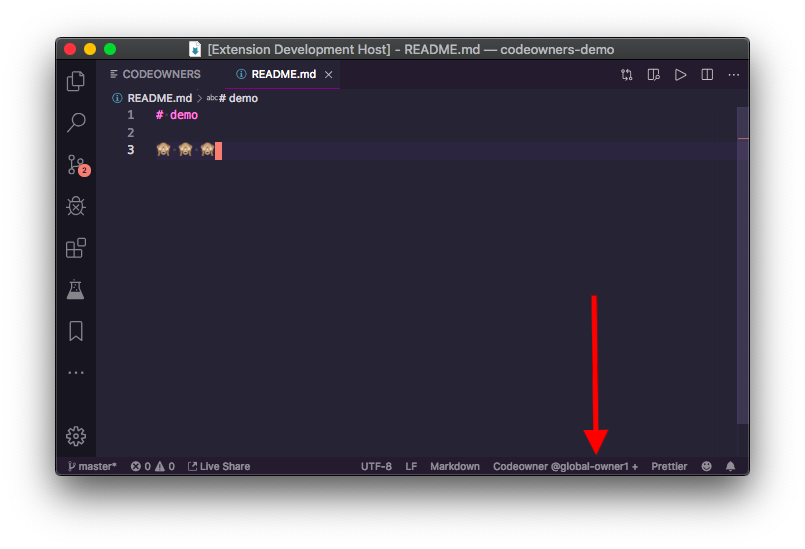 [Extension Development Host] - README.md — codeowners-demo
CODEOWNERS README.md
README.md > abc # demo
1 # demo
2
3 🙈 🙈 🙈
2
master* 0 0 Live Share UTF-8 LF Markdown Codeowner @global-owner1 + Prettler